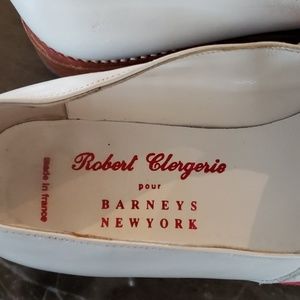 Robert Clergerie
pour
BARNEYS
NEWYORK
made in france